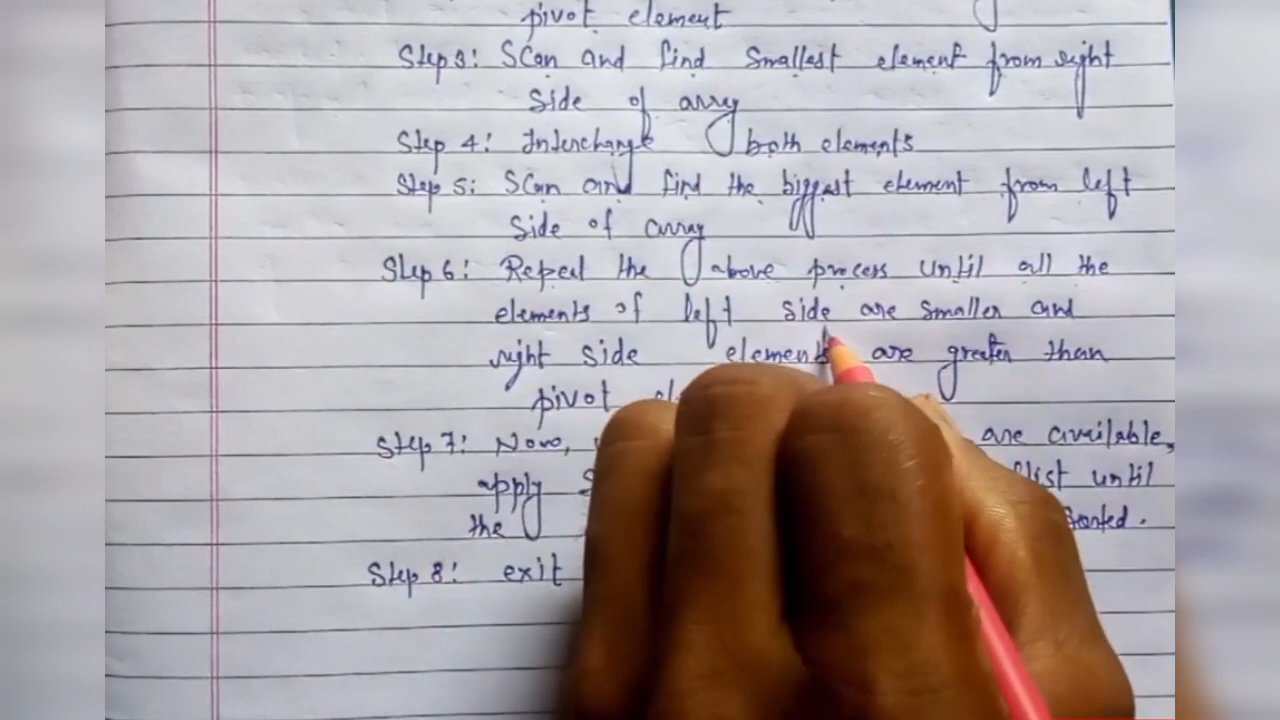 pivot element
Step 3: Scan and find smallest element from right
side of arry
Step 4: Interchange both elements
Step 5: Scan and find the biggest element from left
side of array
Step 6: Repeat the above process until all the
elements of left side are smaller and
right side elements are greater than
pivot
Step 7: Now, are available,
apply until
the sorted.
Step 8: exit